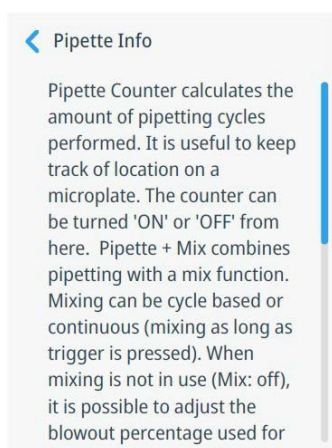 Pipette Info
Pipette Counter calculates the
amount of pipetting cycles
performed. It is useful to keep
track of location on a
microplate. The counter can
be turned 'ON' or 'OFF' from
here.  Pipette + Mix combines
pipetting with a mix function.
Mixing can be cycle based or
continuous (mixing as long as
trigger is pressed). When
mixing is not in use (Mix: off),
it is possible to adjust the
blowout percentage used for